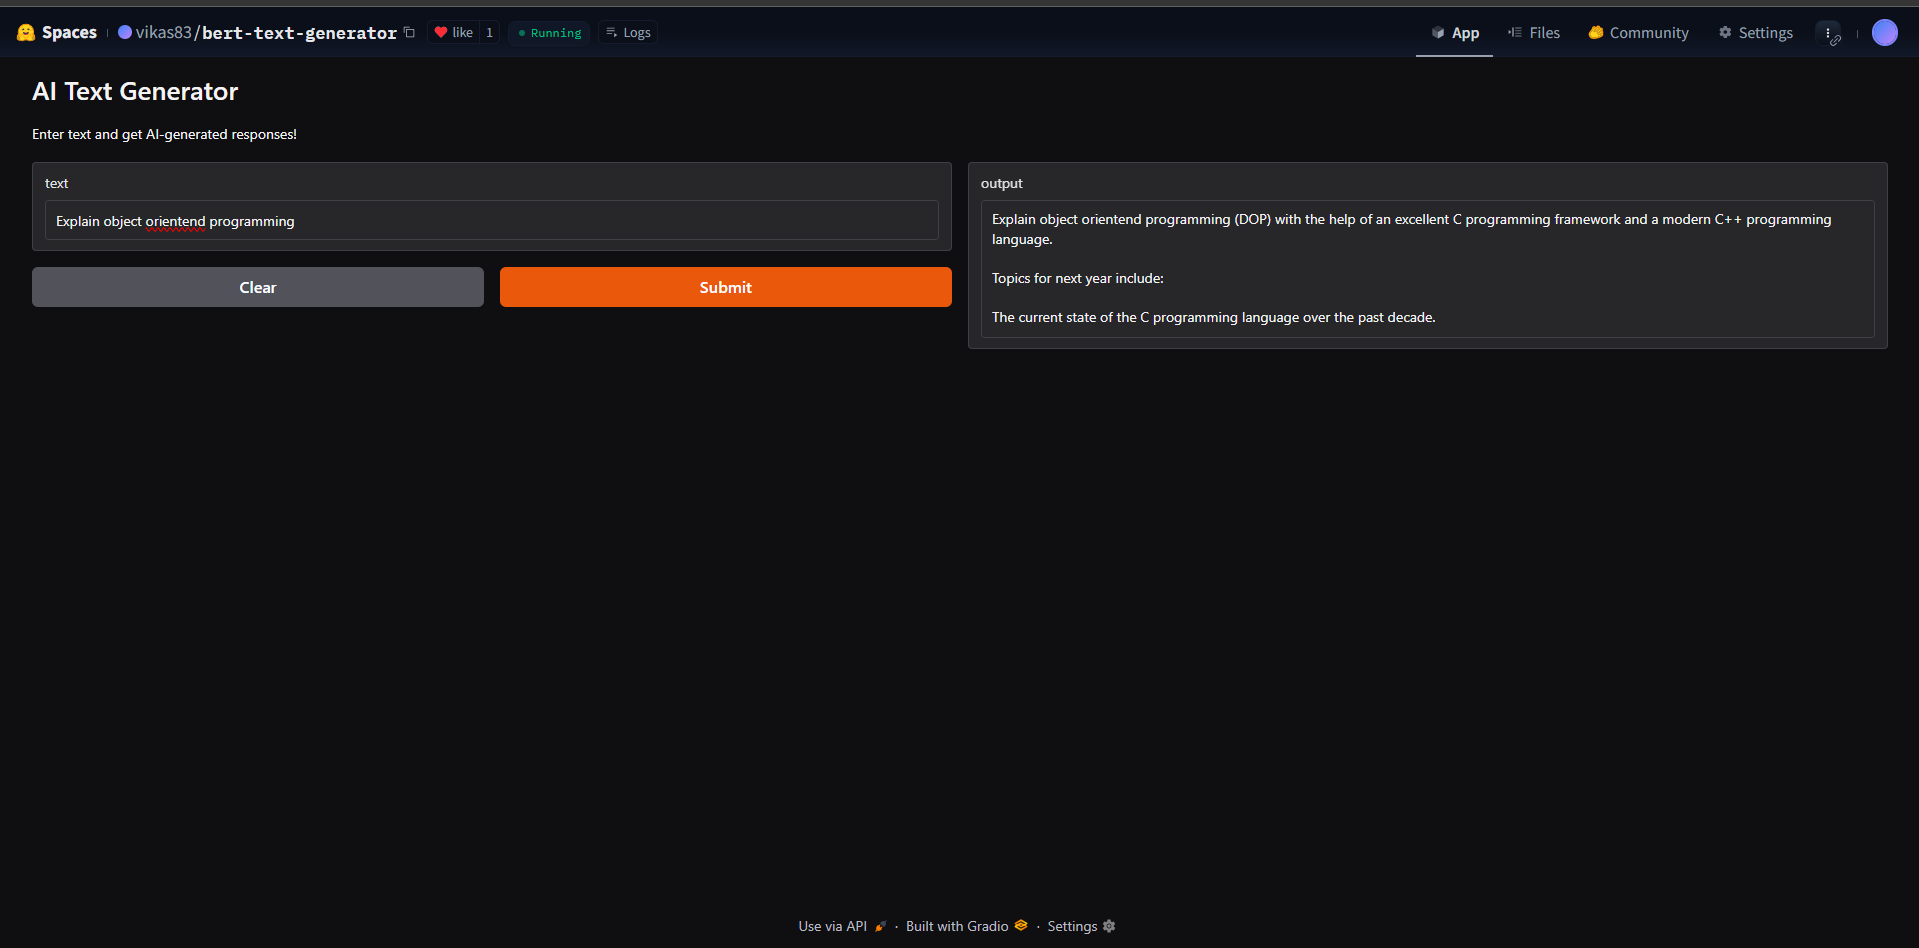 Spaces vikas83/bert-text-generator like 1 Running Logs App Files Community Settings
AI Text Generator
Enter text and get AI-generated responses!
text
Explain object orientend programming
Clear Submit
output
Explain object orientend programming (DOP) with the help of an excellent C programming framework and a modern C++ programming
language.
Topics for next year include:
The current state of the C programming language over the past decade.
Use via API · Built with Gradio · Settings